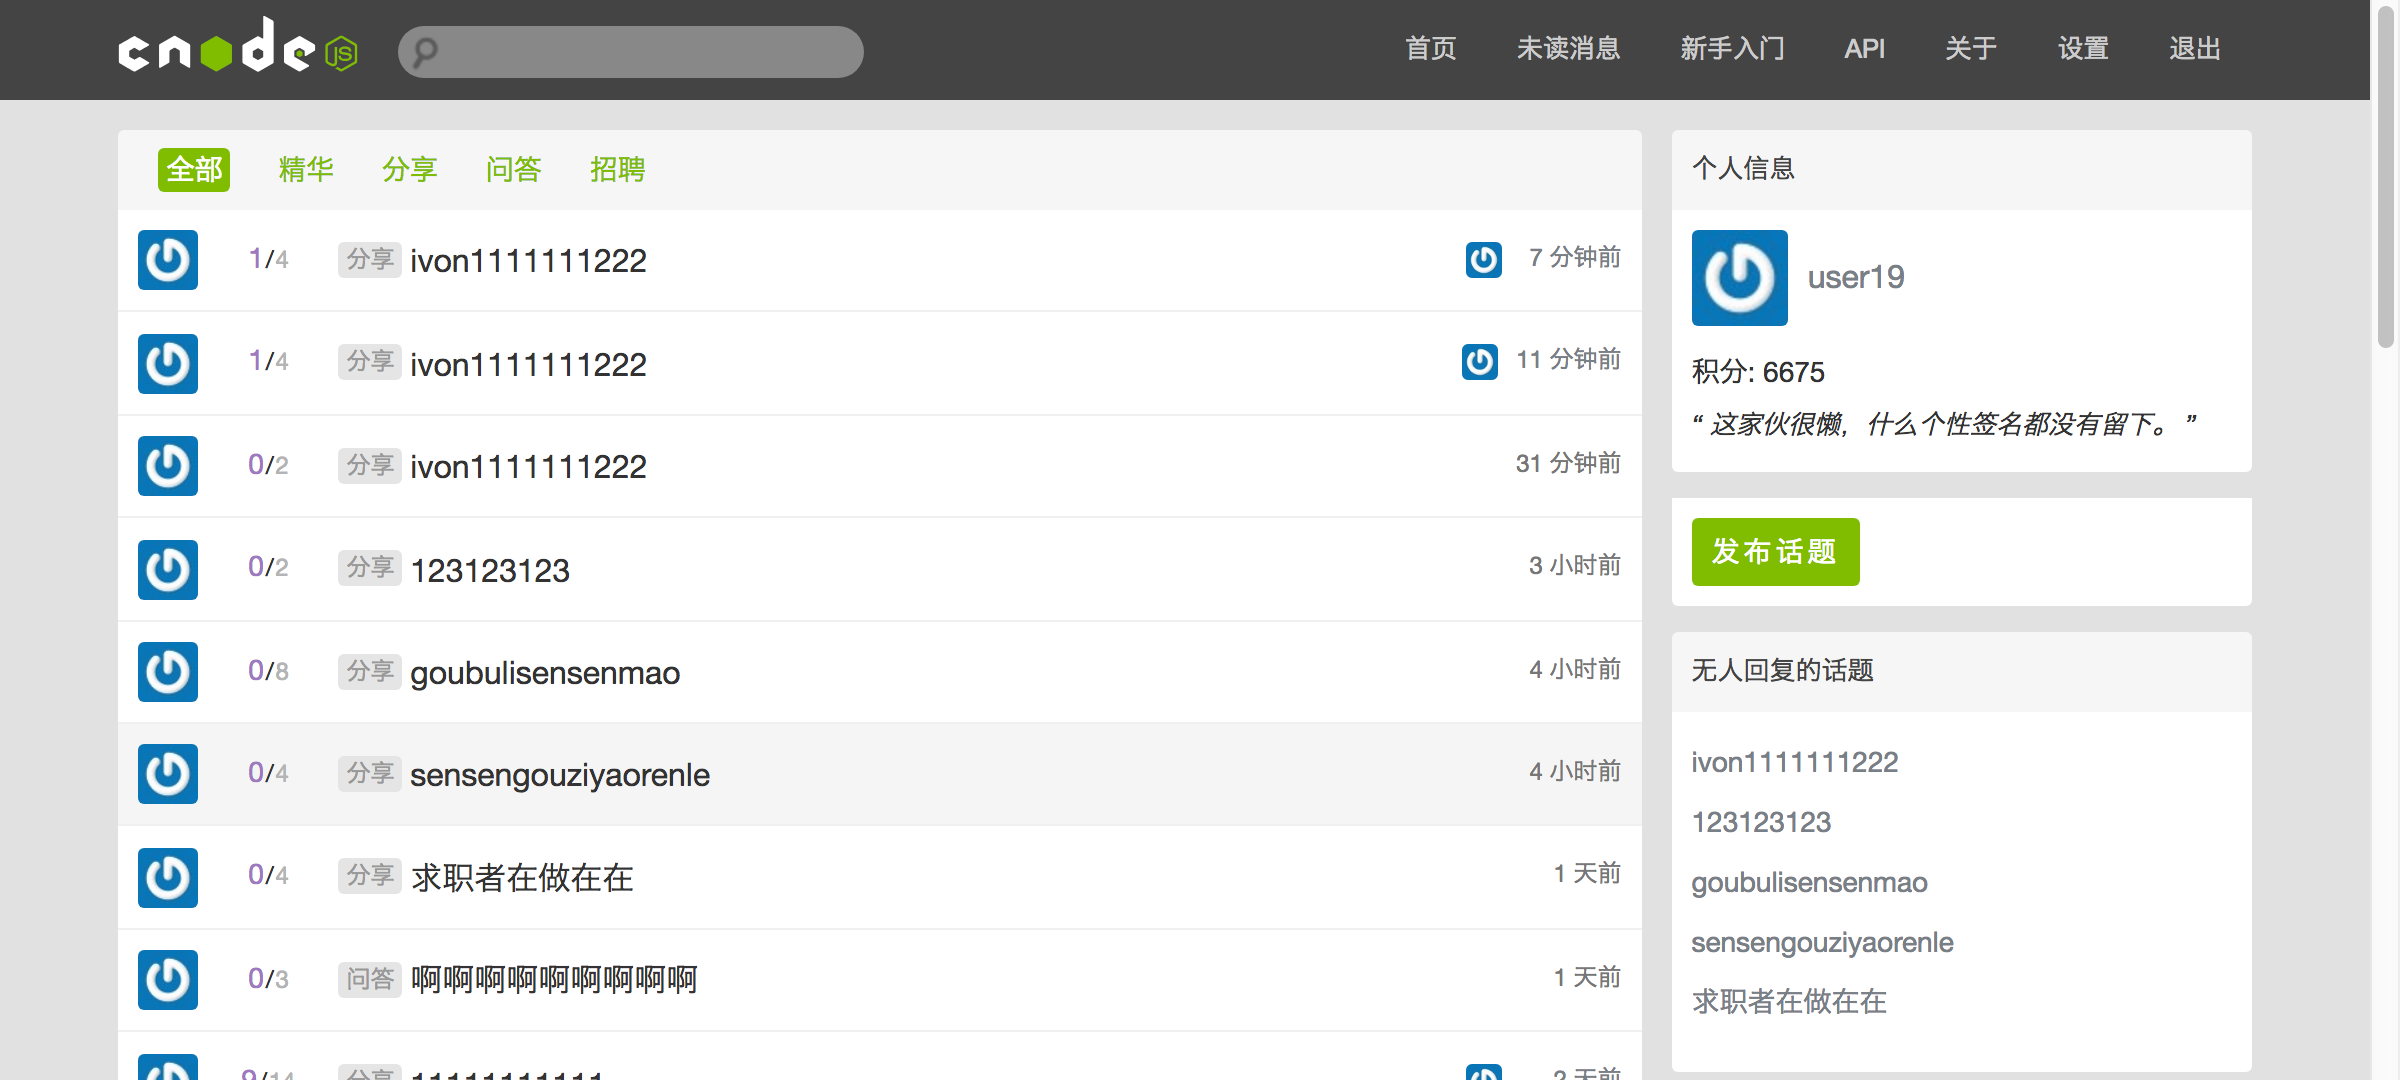 cnode JS
首页 未读消息 新手入门 API 关于 设置 退出
全部 精华 分享 问答 招聘
1/4 分享 ivon1111111222 7 分钟前
1/4 分享 ivon1111111222 11 分钟前
0/2 分享 ivon1111111222 31 分钟前
0/2 分享 123123123 3 小时前
0/8 分享 goubulisensenmao 4 小时前
0/4 分享 sensengouziyaorenle 4 小时前
0/4 分享 求职者在做在在 1 天前
0/3 问答 啊啊啊啊啊啊啊啊啊 1 天前
9/14 分享 11111111111 2 天前
个人信息
user19
积分: 6675
“ 这家伙很懒，什么个性签名都没有留下。 ”
发布话题
无人回复的话题
ivon1111111222
123123123
goubulisensenmao
sensengouziyaorenle
求职者在做在在